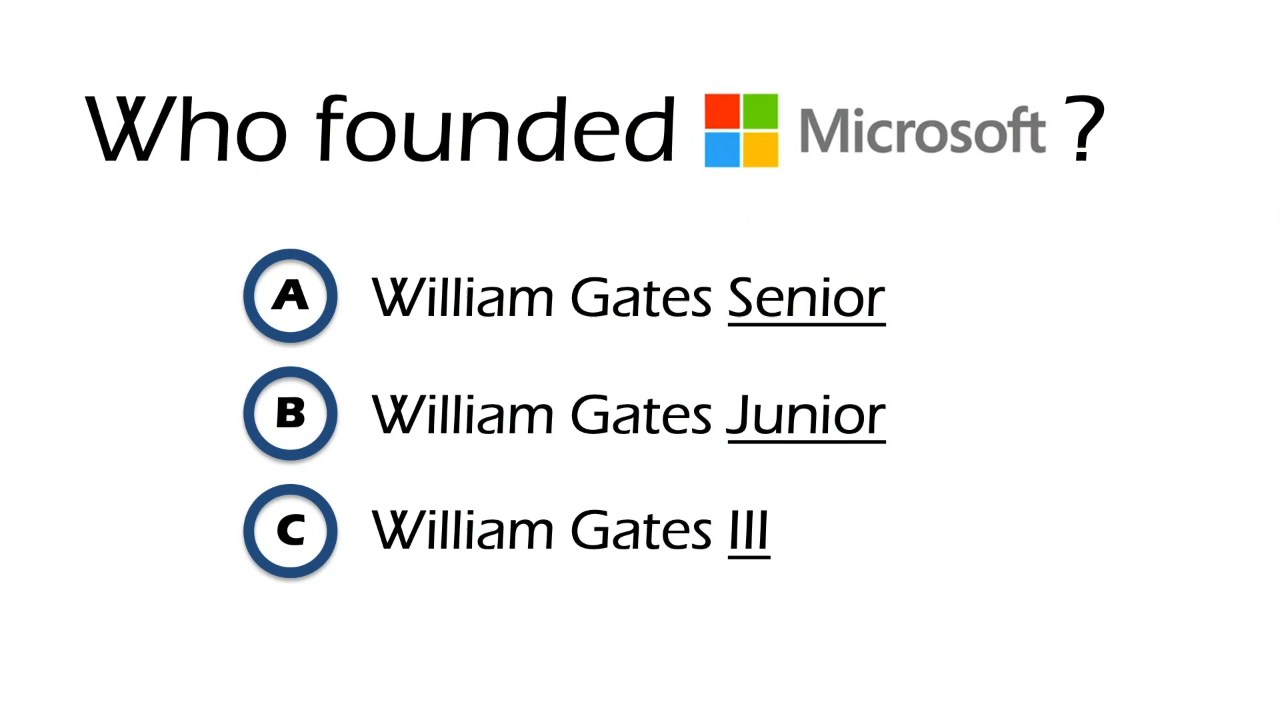 Who founded Microsoft ?
A William Gates Senior
B William Gates Junior
C William Gates III